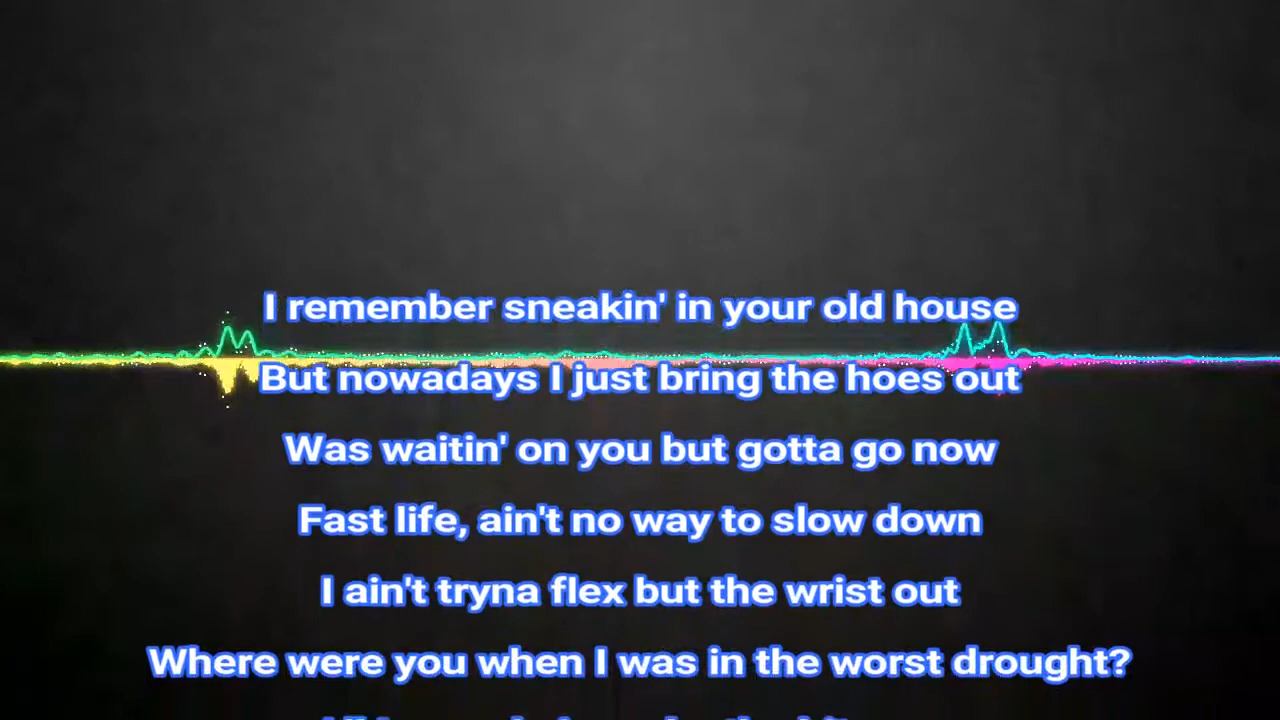 I remember sneakin' in your old house
But nowadays I just bring the hoes out
Was waitin' on you but gotta go now
Fast life, ain't no way to slow down
I ain't tryna flex but the wrist out
Where were you when I was in the worst drought?